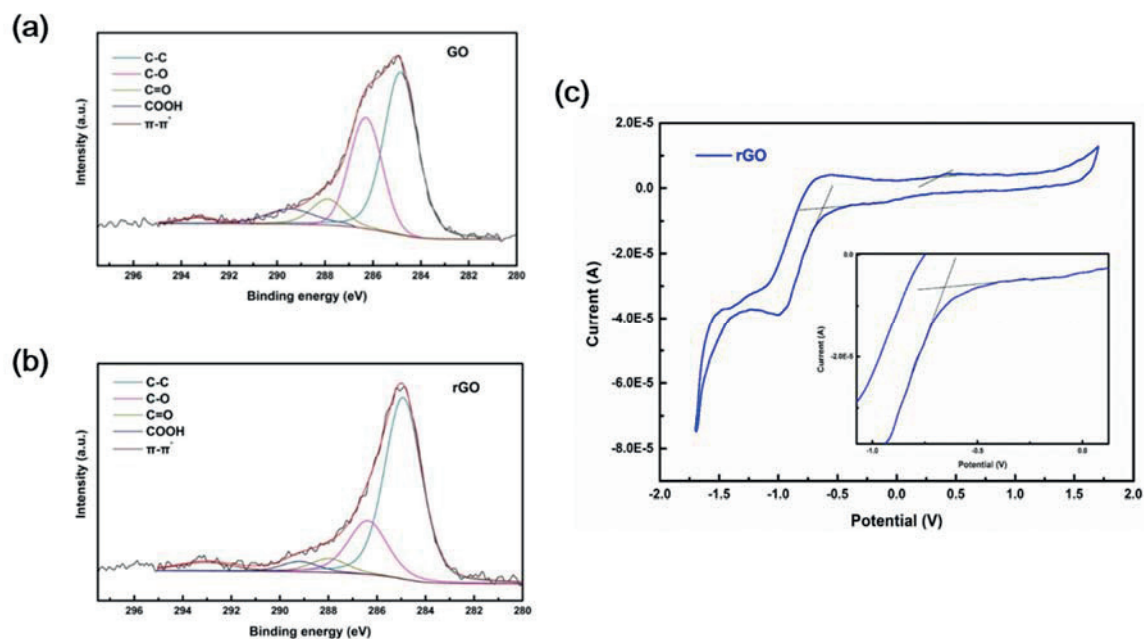 (a)
GO
C-C
C-O
C=O
COOH
π-π*
Intensity (a.u.)
296 294 292 290 288 286 284 282 280
Binding energy (eV)
(b)
rGO
C-C
C-O
C=O
COOH
π-π*
Intensity (a.u.)
296 294 292 290 288 286 284 282 280
Binding energy (eV)
(c)
rGO
2.0E-5
0.0
-2.0E-5
-4.0E-5
-6.0E-5
-8.0E-5
Current (A)
-2.0 -1.5 -1.0 -0.5 0.0 0.5 1.0 1.5 2.0
Potential (V)
0.0
-2.0E-5
Current (A)
-1.0 -0.5 0.0
Potential (V)